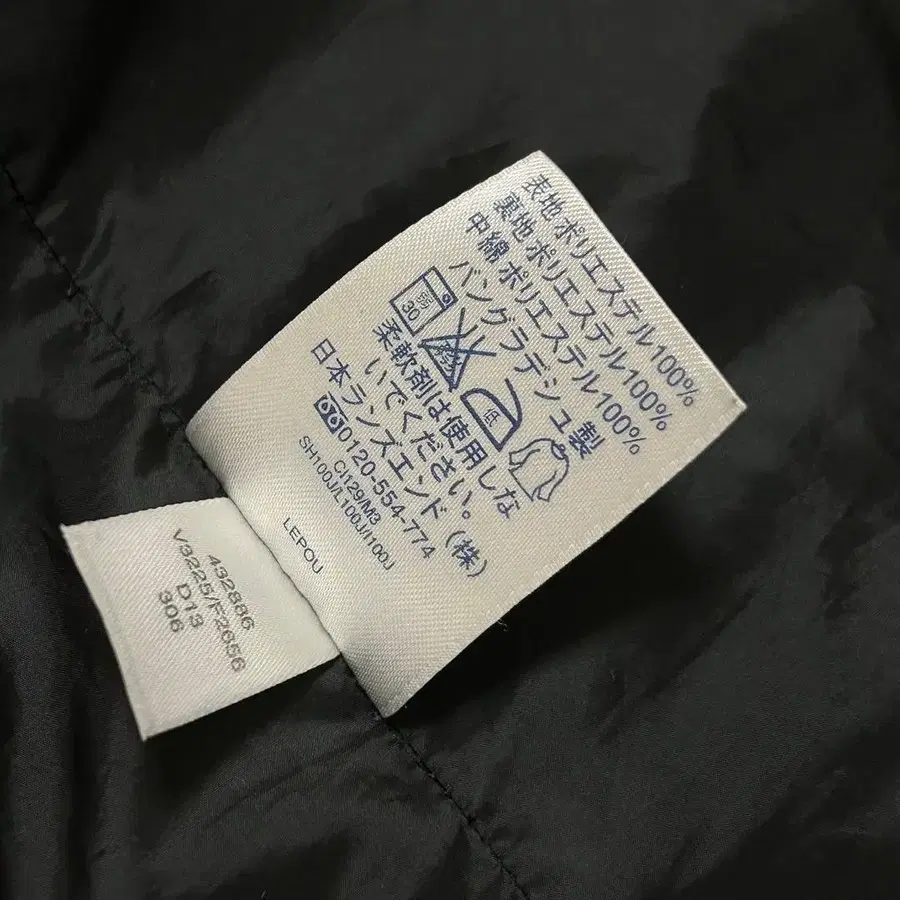 表地 ポリエステル100%
裏地 ポリエステル100%
中綿 ポリエステル100%
バングラデシュ製
弱
30
低
柔軟剤は使用しな
いでください。
日本ランズエンド(株)
0120-554-774
CI129/M3
SH100J/L100J/I100J
LEPOU
432886
V3225/F2656
D13
306